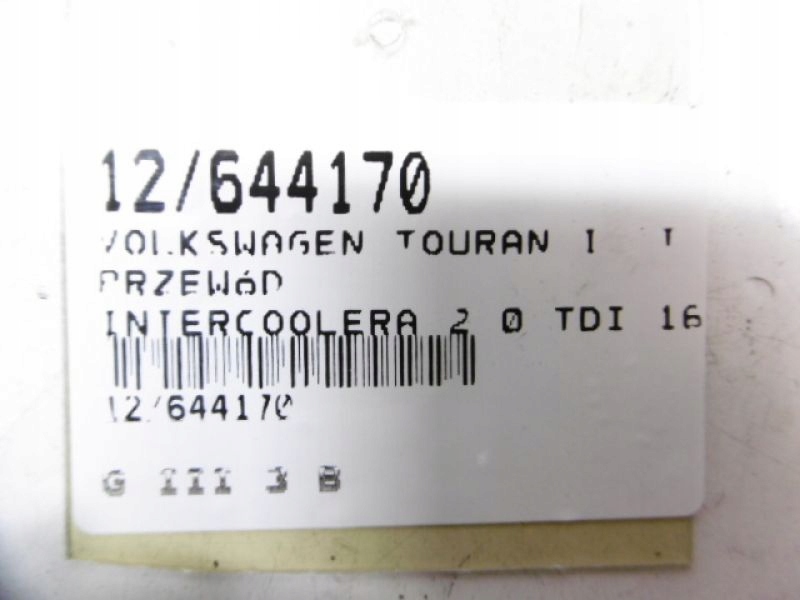 12/644170
VOLKSWAGEN TOURAN I
PRZEWóD
INTERCOOLERA 2 0 TDI 16
12/644170
G III 3 B